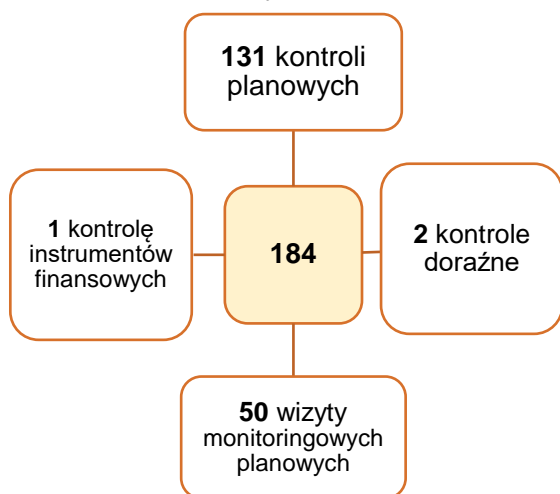 131 kontroli
planowych
1 kontrolę
instrumentów
finansowych
184
2 kontrole
doraźne
50 wizyty
monitoringowych
planowych